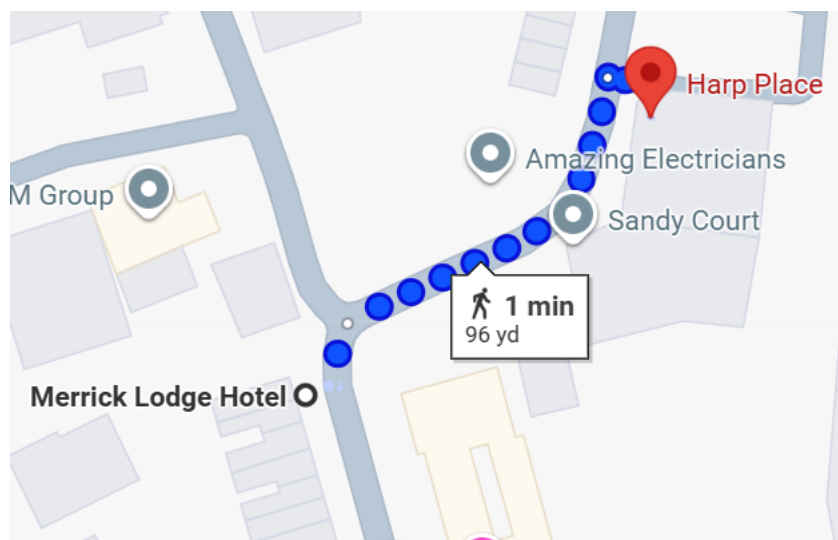 Harp Place
Amazing Electricians
M Group
Sandy Court
1 min
96 yd
Merrick Lodge Hotel